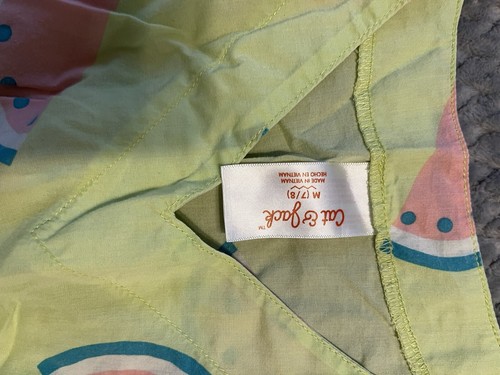 Cat & Jack™
M (7/8)
MADE IN VIETNAM
HECHO EN VIETNAM